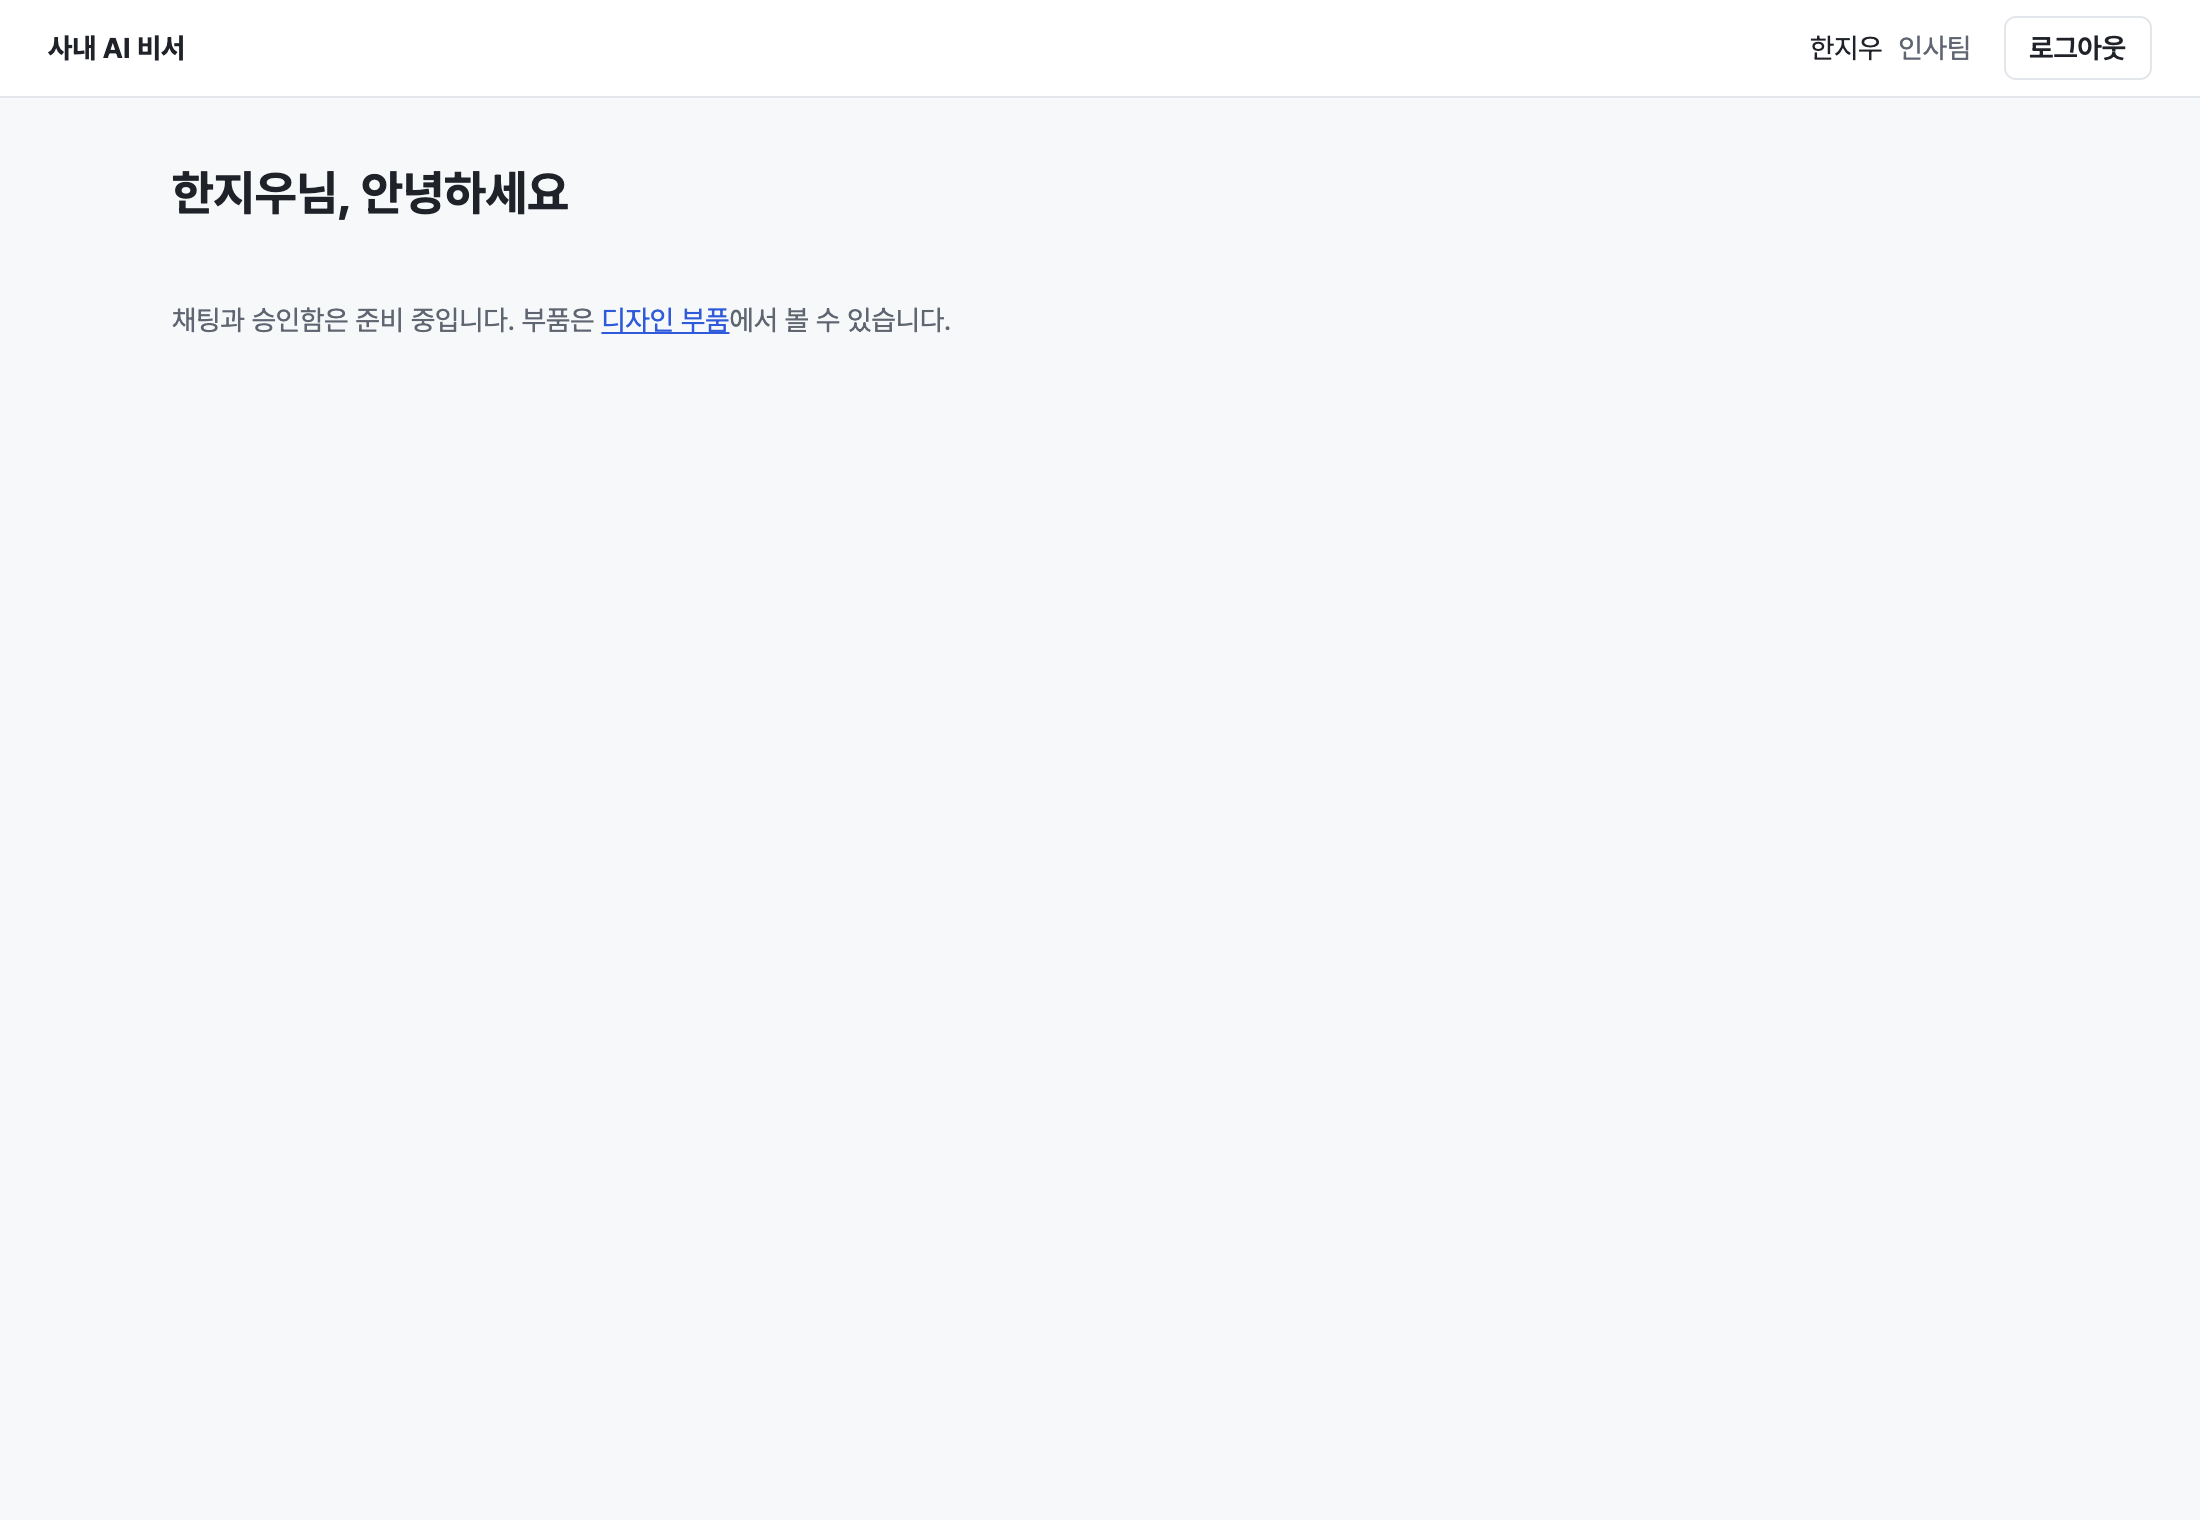 사내 AI 비서
한지우 인사팀 로그아웃
한지우님, 안녕하세요
채팅과 승인함은 준비 중입니다. 부품은 디자인 부품에서 볼 수 있습니다.